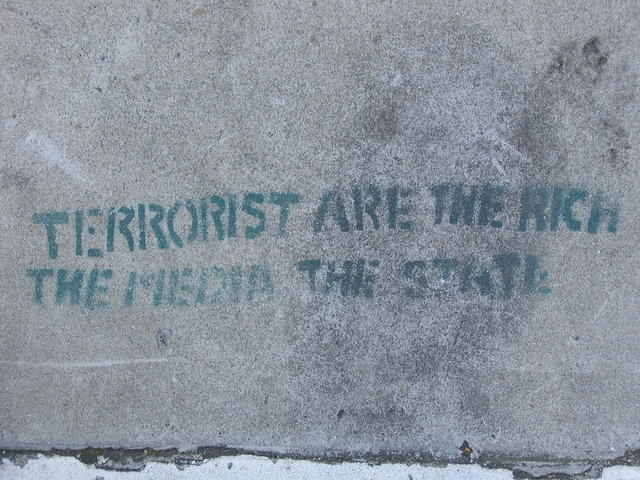 TERRORIST ARE THE RICH
THE MEDIA THE STATE